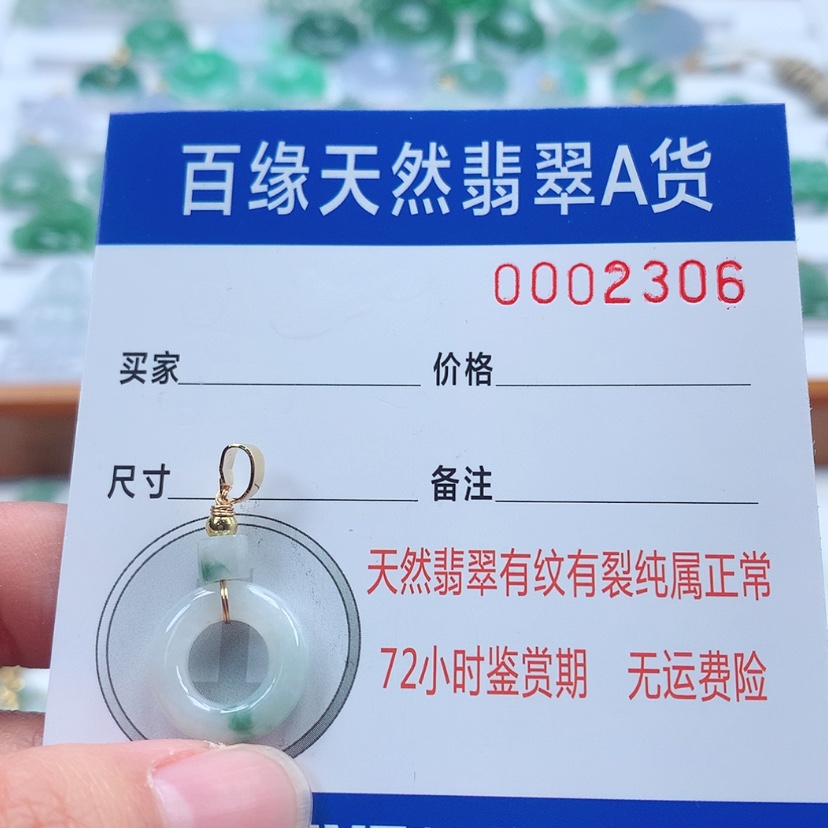 百缘天然翡翠A货
0002306
买家 价格
尺寸 备注
天然翡翠有纹有裂纯属正常
72小时鉴赏期 无运费险